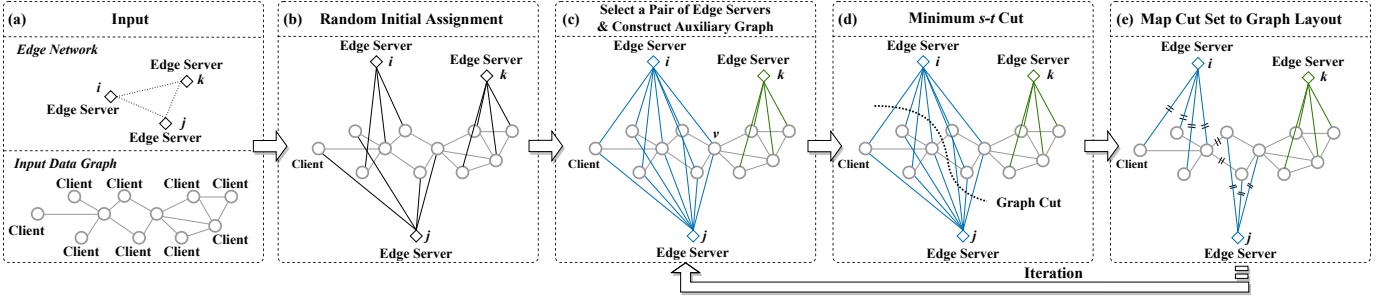 (a) Input
Edge Network
Edge Server
i
k
Edge Server
j
Edge Server
Input Data Graph
Client Client Client Client
Client
Client
Client Client Client
(b) Random Initial Assignment
Edge Server
i
Edge Server
k
Client
j
Edge Server
(c) Select a Pair of Edge Servers
& Construct Auxiliary Graph
Edge Server
i
Edge Server
k
v
Client
j
Edge Server
(d) Minimum s-t Cut
Edge Server
i
Edge Server
k
Client
Graph Cut
j
Edge Server
(e) Map Cut Set to Graph Layout
Edge Server
i
Edge Server
k
Client
j
Edge Server
Iteration